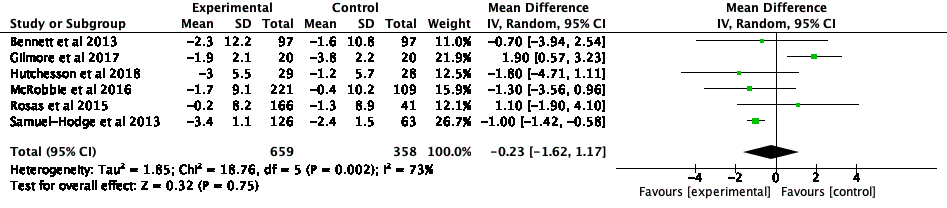 Experimental Control Mean Difference Mean Difference
Study or Subgroup Mean SD Total Mean SD Total Weight IV, Random, 95% CI IV, Random, 95% CI
Bennett et al 2013 −2.3 12.2 97 −1.6 10.8 97 11.0% −0.70 [−3.94, 2.54]
Gilmore et al 2017 −1.9 2.1 20 −3.8 2.2 20 21.9% 1.90 [0.57, 3.23]
Hutchesson et al 2018 −3 5.5 29 −1.2 5.7 28 12.5% −1.80 [−4.71, 1.11]
McRobbie et al 2016 −1.7 9.1 221 −0.4 10.2 109 15.9% −1.30 [−3.56, 0.96]
Rosas et al 2015 −0.2 8.2 166 −1.3 8.9 41 12.1% 1.10 [−1.90, 4.10]
Samuel−Hodge et al 2013 −3.4 1.1 126 −2.4 1.5 63 26.7% −1.00 [−1.42, −0.58]
Total (95% CI) 659 358 100.0% −0.23 [−1.62, 1.17]
Heterogeneity: Tau² = 1.85; Chi² = 18.76, df = 5 (P = 0.002); I² = 73%
Test for overall effect: Z = 0.32 (P = 0.75)
−4 −2 0 2 4
Favours [experimental] Favours [control]